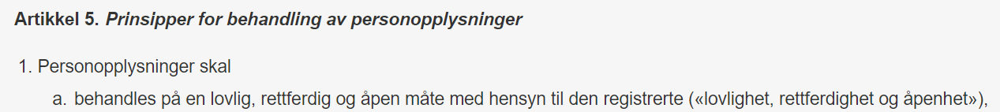 Artikkel 5. Prinsipper for behandling av personopplysninger
1. Personopplysninger skal
a. behandles på en lovlig, rettferdig og åpen måte med hensyn til den registrerte («lovlighet, rettferdighet og åpenhet»),